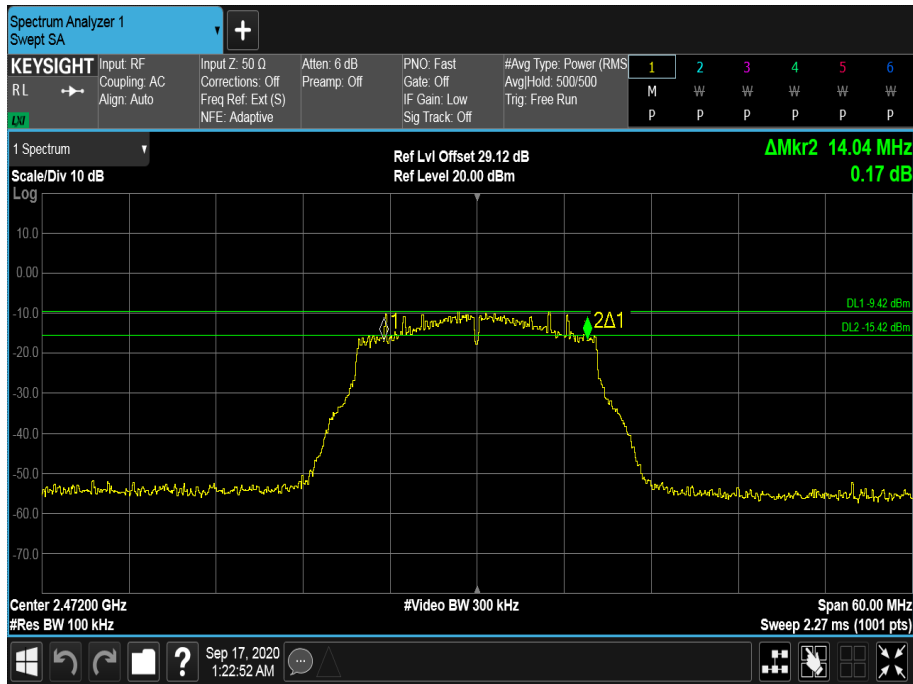 Spectrum Analyzer 1
Swept SA
+
KEYSIGHT Input: RF Input Z: 50 Ω Atten: 6 dB PNO: Fast #Avg Type: Power (RMS 1 2 3 4 5 6
RL Coupling: AC Corrections: Off Preamp: Off Gate: Off Avg|Hold: 500/500 M W W W W W
Align: Auto Freq Ref: Ext (S) IF Gain: Low Trig: Free Run
LXI NFE: Adaptive Sig Track: Off P P P P P P
1 Spectrum Ref Lvl Offset 29.12 dB ΔMkr2 14.04 MHz
Scale/Div 10 dB Ref Level 20.00 dBm 0.17 dB
Log
10.0
0.00
DL1 -9.42 dBm
-10.0
1 2Δ1
DL2 -15.42 dBm
-20.0
-30.0
-40.0
-50.0
-60.0
-70.0
Center 2.47200 GHz #Video BW 300 kHz Span 60.00 MHz
#Res BW 100 kHz Sweep 2.27 ms (1001 pts)
? Sep 17, 2020
1:22:52 AM